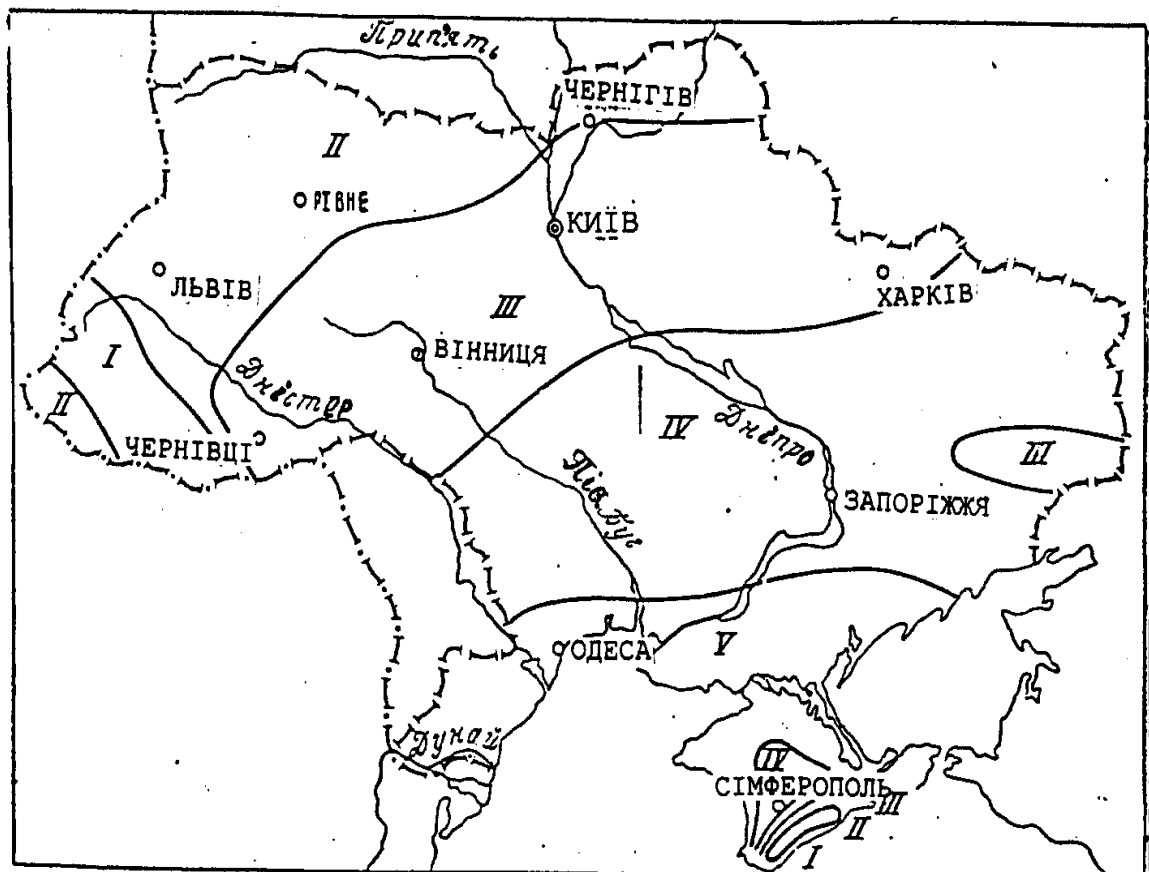 Прип'ять
ЧЕРНІГІВ
II
РІВНЕ
КИЇВ
ЛЬВІВ
ХАРКІВ
III
I
ВІННИЦЯ
II
Дністер
IV
Дніпро
ЧЕРНІВЦІ
III
Півд. Буг
ЗАПОРІЖЖЯ
ОДЕСА
V
Дунай
IV
СІМФЕРОПОЛЬ
III
II
I